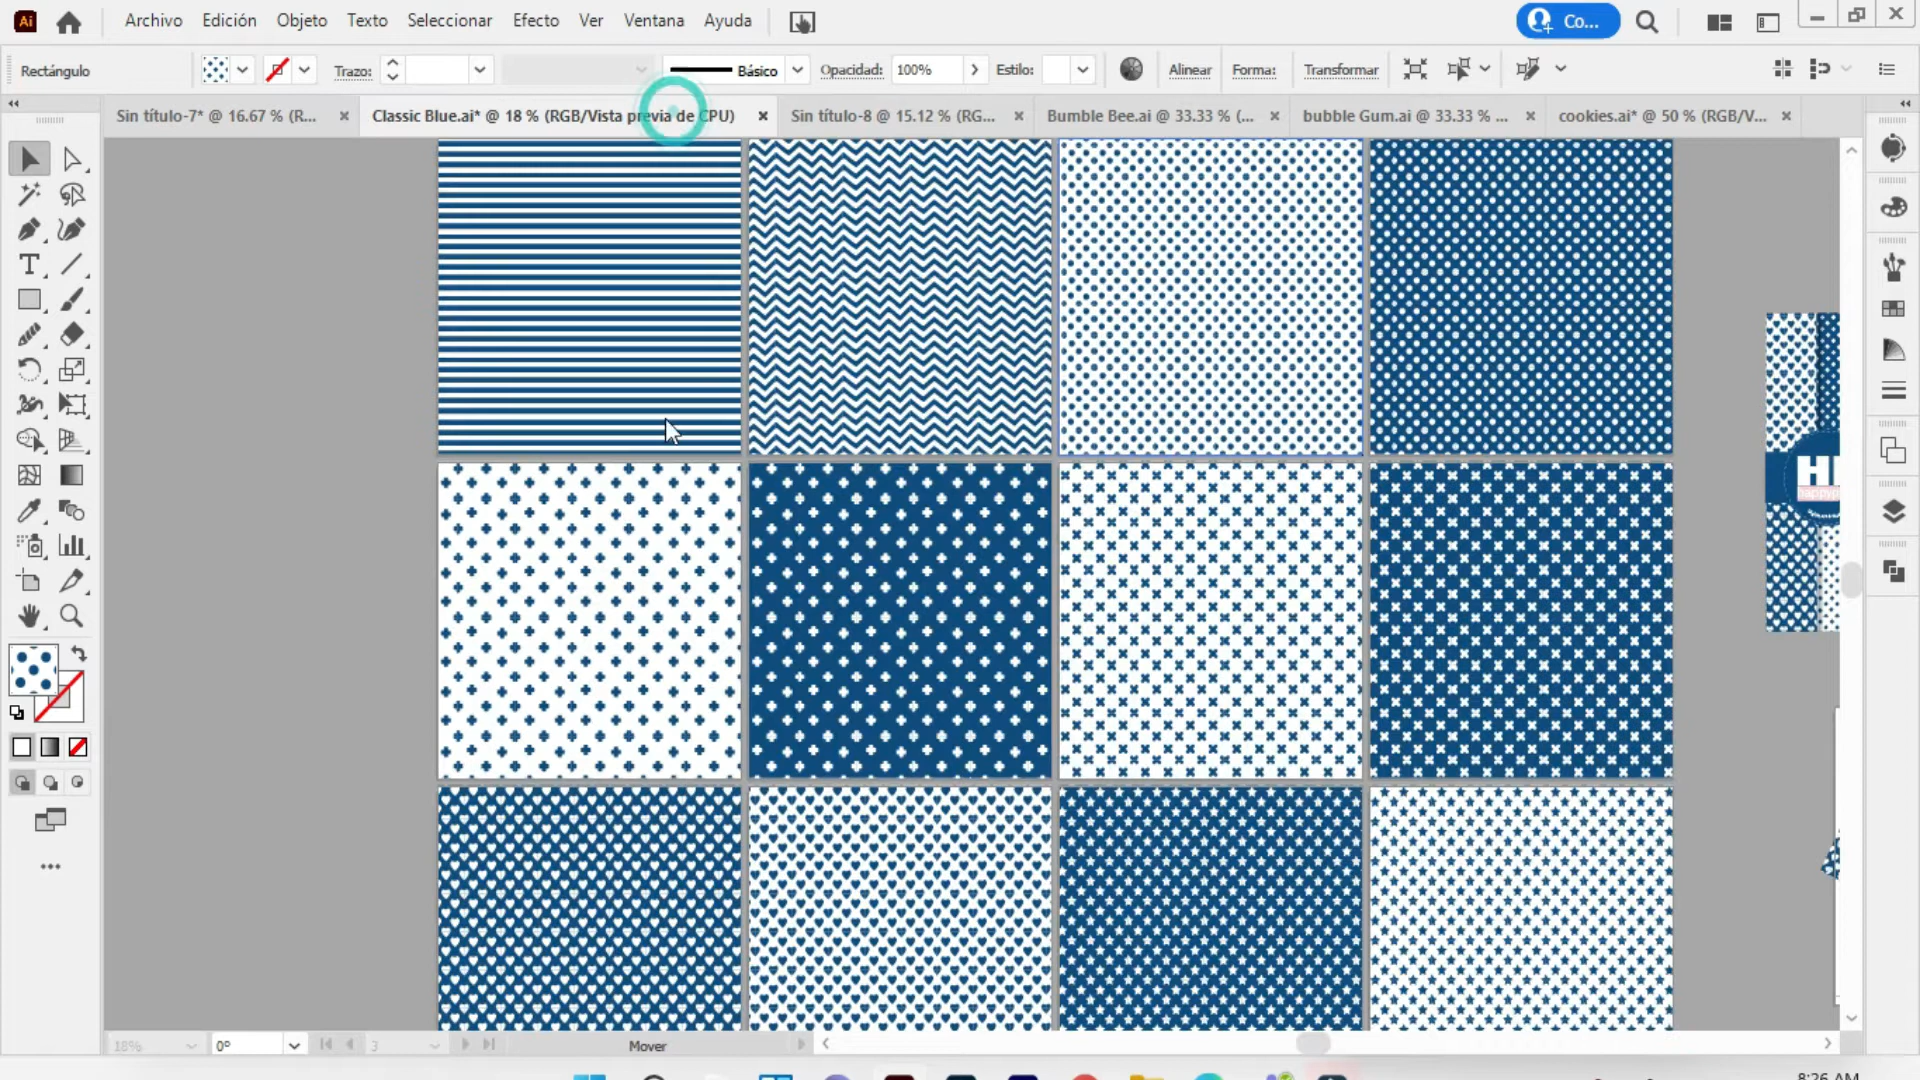 Ai Archivo Edición Objeto Texto Seleccionar Efecto Ver Ventana Ayuda Co...
Rectángulo Trazo: Básico Opacidad: 100% Estilo: Alinear Forma: Transformar
Sin título-7* @ 16.67 % (R... Classic Blue.ai* @ 18 % (RGB/Vista previa de CPU) Sin título-8 @ 15.12 % (RG... Bumble Bee.ai @ 33.33 % (... bubble Gum.ai @ 33.33 % ... cookies.ai* @ 50 % (RGB/V...
18% 0º 3 Mover
8:26 AM